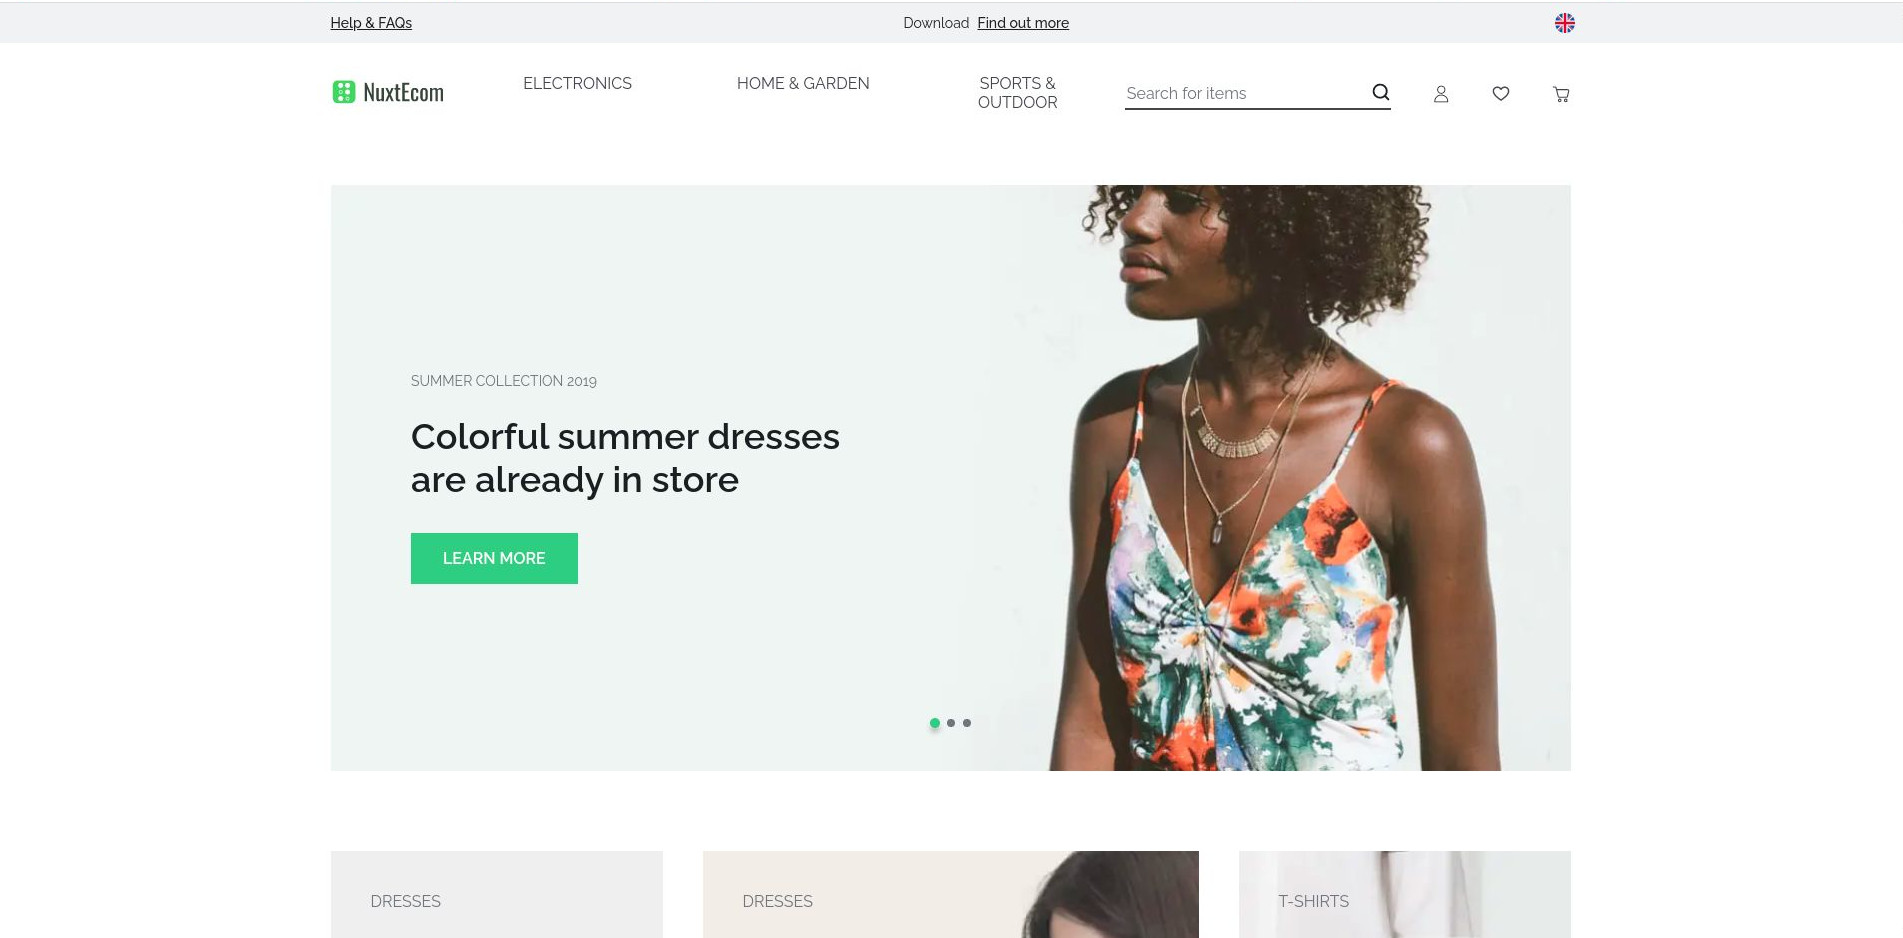 Help & FAQs
Download Find out more
NuxtEcom
ELECTRONICS
HOME & GARDEN
SPORTS &
OUTDOOR
Search for items
SUMMER COLLECTION 2019
Colorful summer dresses
are already in store
LEARN MORE
DRESSES
DRESSES
T-SHIRTS